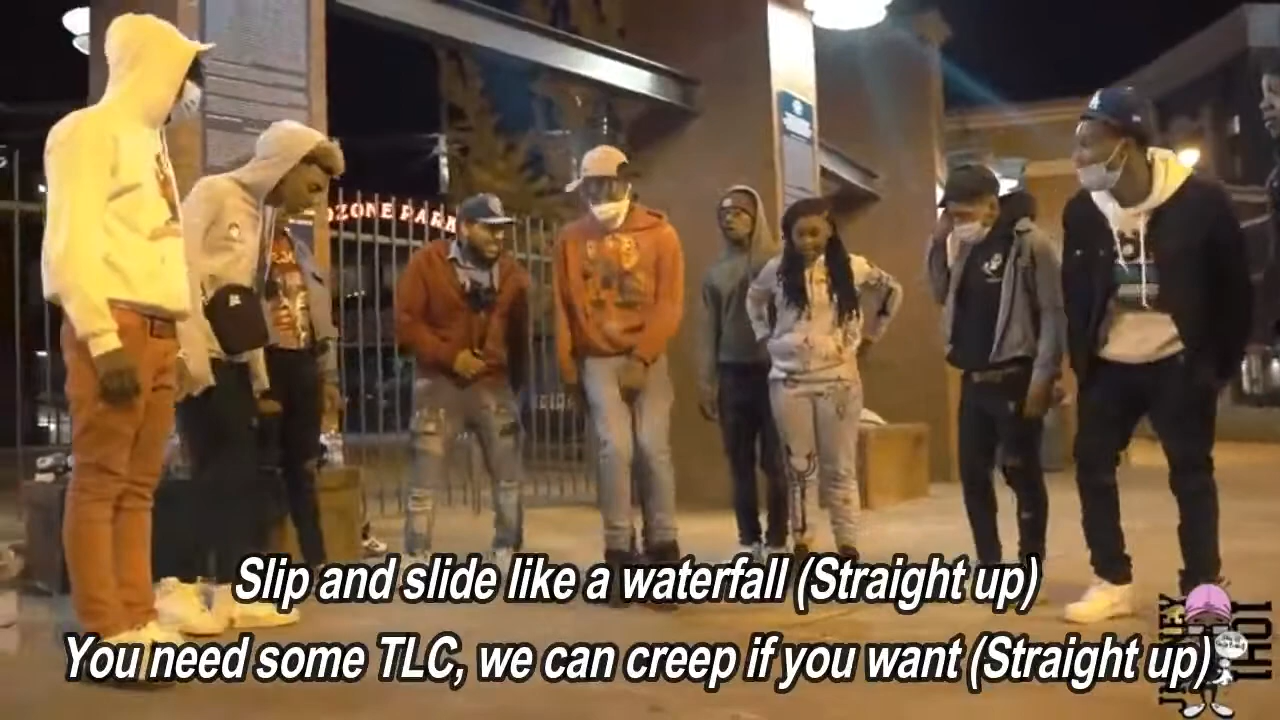 OZONE PARK
Slip and slide like a waterfall (Straight up)
You need some TLC, we can creep if you want (Straight up)